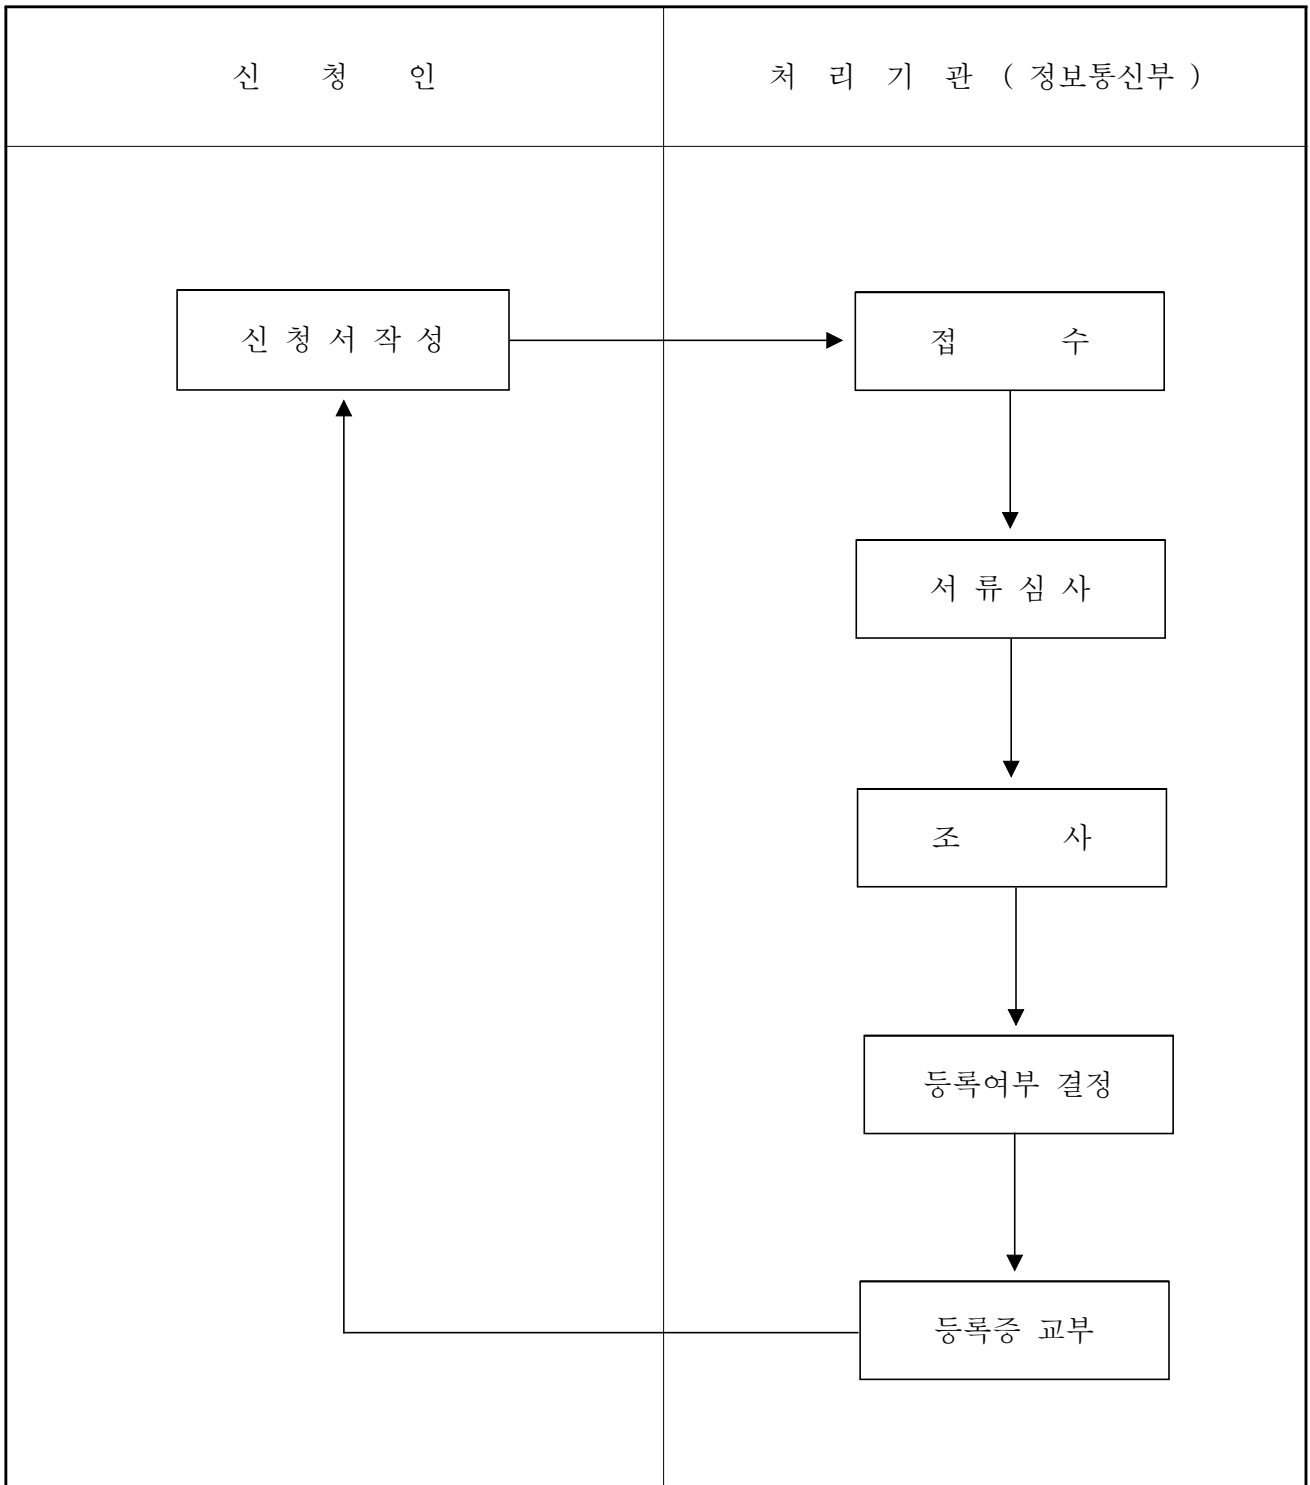 신 청 인
처 리 기 관 ( 정보통신부 )
신 청 서 작 성
접 수
서 류 심 사
조 사
등록여부 결정
등록증 교부